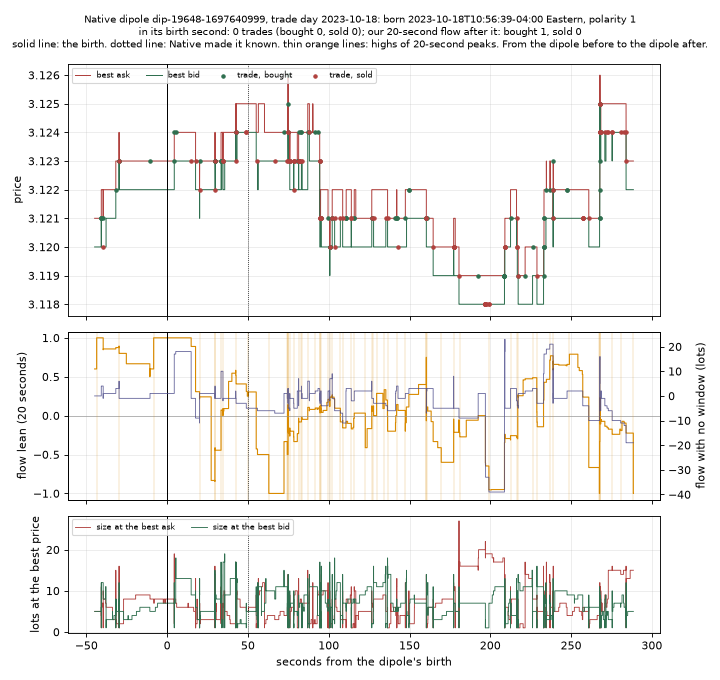 Native dipole dip-19648-1697640999, trade day 2023-10-18: born 2023-10-18T10:56:39-04:00 Eastern, polarity 1
in its birth second: 0 trades (bought 0, sold 0); our 20-second flow after it: bought 1, sold 0
solid line: the birth. dotted line: Native made it known. thin orange lines: highs of 20-second peaks. From the dipole before to the dipole after.
best ask
best bid
trade, bought
trade, sold
price
3.126
3.125
3.124
3.123
3.122
3.121
3.120
3.119
3.118
flow lean (20 seconds)
1.0
0.5
0.0
−0.5
−1.0
flow with no window (lots)
20
10
0
−10
−20
−30
−40
size at the best ask
size at the best bid
lots at the best price
20
10
0
−50
0
50
100
150
200
250
300
seconds from the dipole's birth